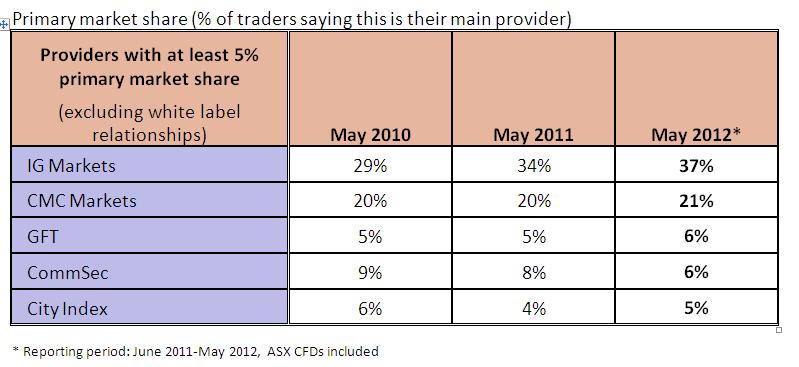 Primary market share (% of traders saying this is their main provider)
Providers with at least 5%
primary market share
(excluding white label
relationships) May 2010 May 2011 May 2012*
IG Markets 29% 34% 37%
CMC Markets 20% 20% 21%
GFT 5% 5% 6%
CommSec 9% 8% 6%
City Index 6% 4% 5%
* Reporting period: June 2011-May 2012, ASX CFDs included